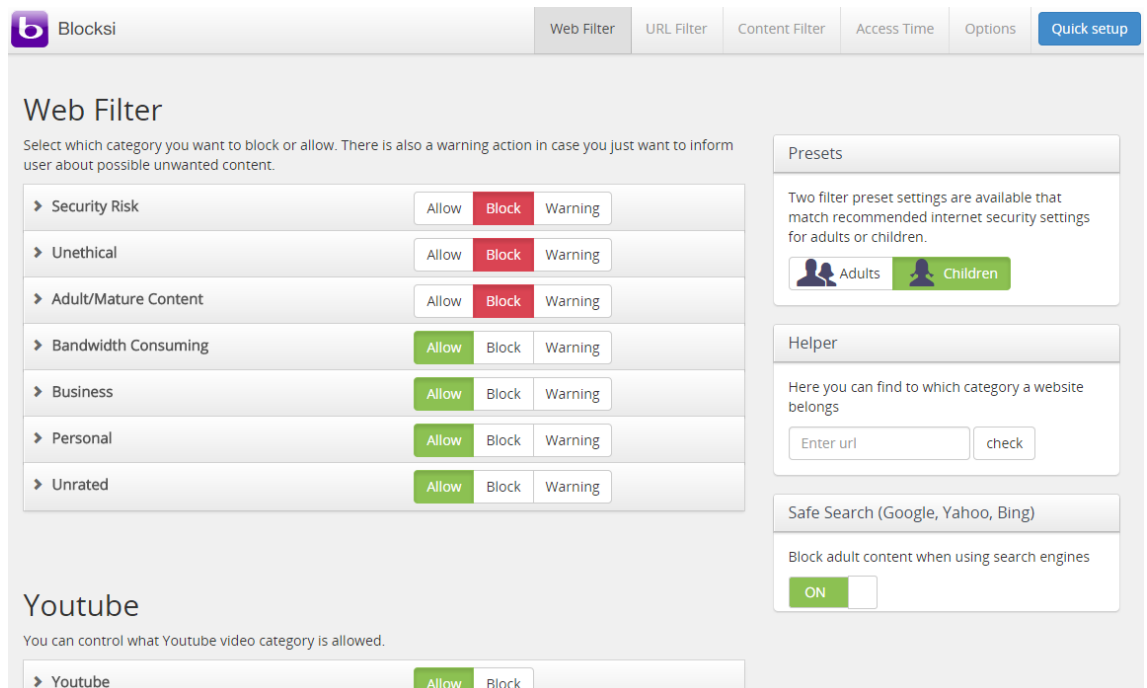 Blocksi
Web Filter
URL Filter
Content Filter
Access Time
Options
Quick setup
Web Filter
Select which category you want to block or allow. There is also a warning action in case you just want to inform
user about possible unwanted content.
Security Risk Allow Block Warning
Unethical Allow Block Warning
Adult/Mature Content Allow Block Warning
Bandwidth Consuming Allow Block Warning
Business Allow Block Warning
Personal Allow Block Warning
Unrated Allow Block Warning
Youtube
You can control what Youtube video category is allowed.
Youtube Allow Block
Presets
Two filter preset settings are available that
match recommended internet security settings
for adults or children.
Adults Children
Helper
Here you can find to which category a website
belongs
Enter url check
Safe Search (Google, Yahoo, Bing)
Block adult content when using search engines
ON